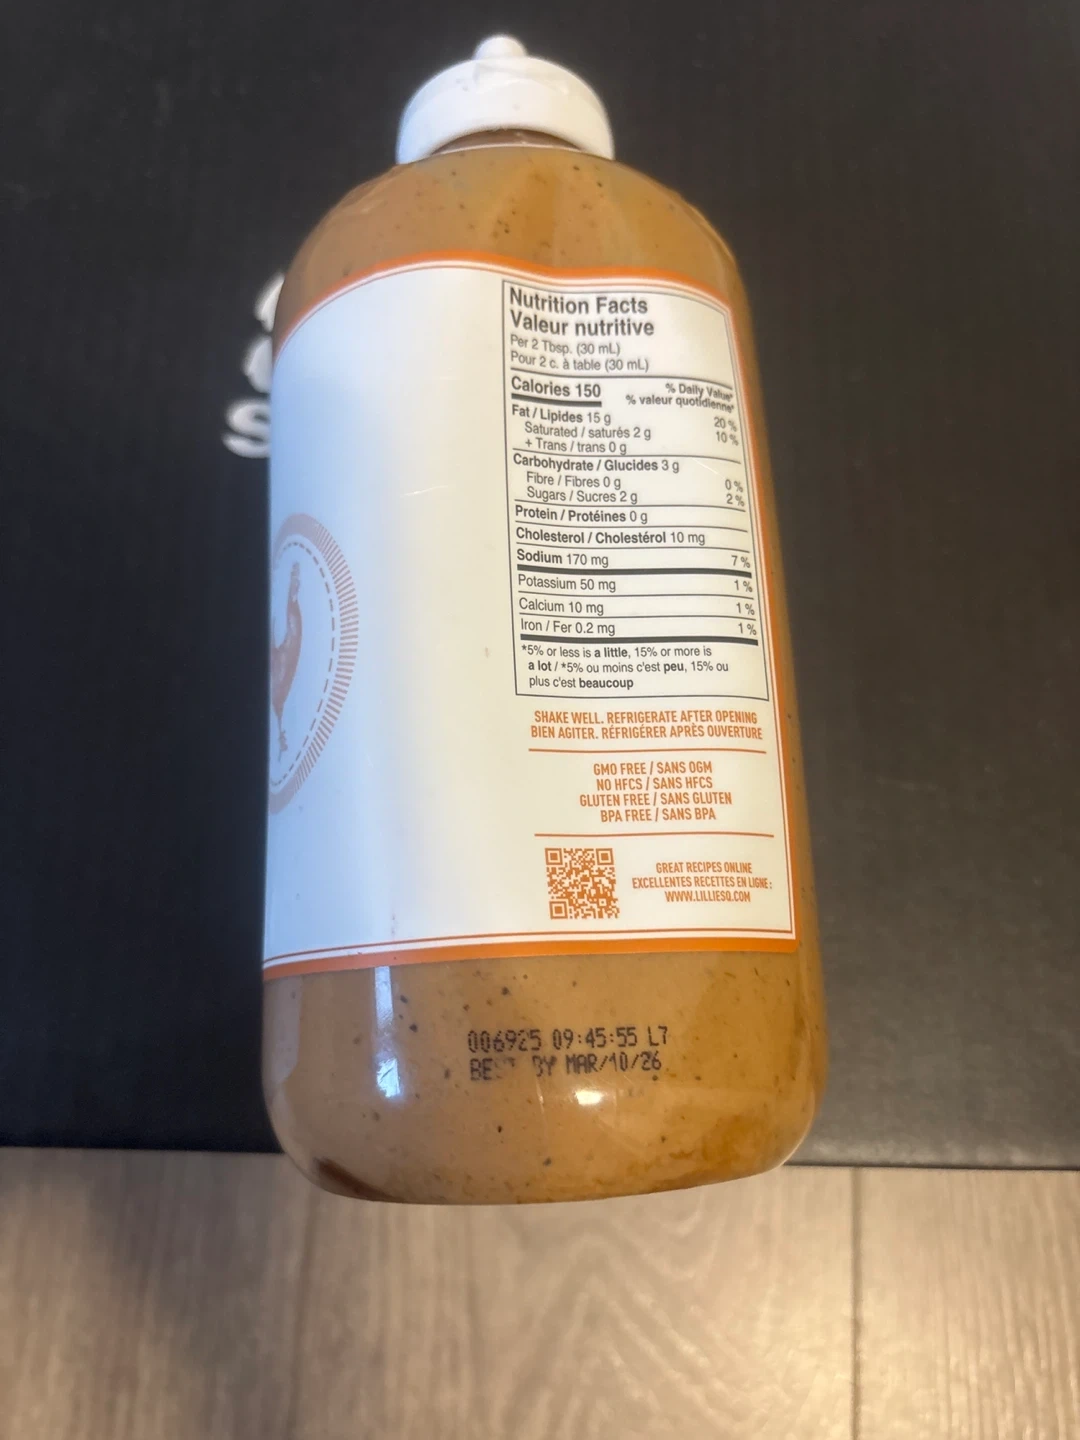 Nutrition Facts
Valeur nutritive
Per 2 Tbsp. (30 mL)
Pour 2 c. à table (30 mL)
Calories 150
% Daily Value*
% valeur quotidienne*
Fat / Lipides 15 g 20 %
Saturated / saturés 2 g 10 %
+ Trans / trans 0 g
Carbohydrate / Glucides 3 g
Fibre / Fibres 0 g 0 %
Sugars / Sucres 2 g 2 %
Protein / Protéines 0 g
Cholesterol / Cholestérol 10 mg
Sodium 170 mg 7 %
Potassium 50 mg 1 %
Calcium 10 mg 1 %
Iron / Fer 0.2 mg 1 %
*5% or less is a little, 15% or more is
a lot / *5% ou moins c'est peu, 15% ou
plus c'est beaucoup
SHAKE WELL. REFRIGERATE AFTER OPENING
BIEN AGITER. RÉFRIGÉRER APRÈS OUVERTURE
GMO FREE / SANS OGM
NO HFCS / SANS HFCS
GLUTEN FREE / SANS GLUTEN
BPA FREE / SANS BPA
GREAT RECIPES ONLINE
EXCELLENTES RECETTES EN LIGNE :
WWW.LILLIESQ.COM
006925 09:45:55 L7
BEST BY MAR/10/26